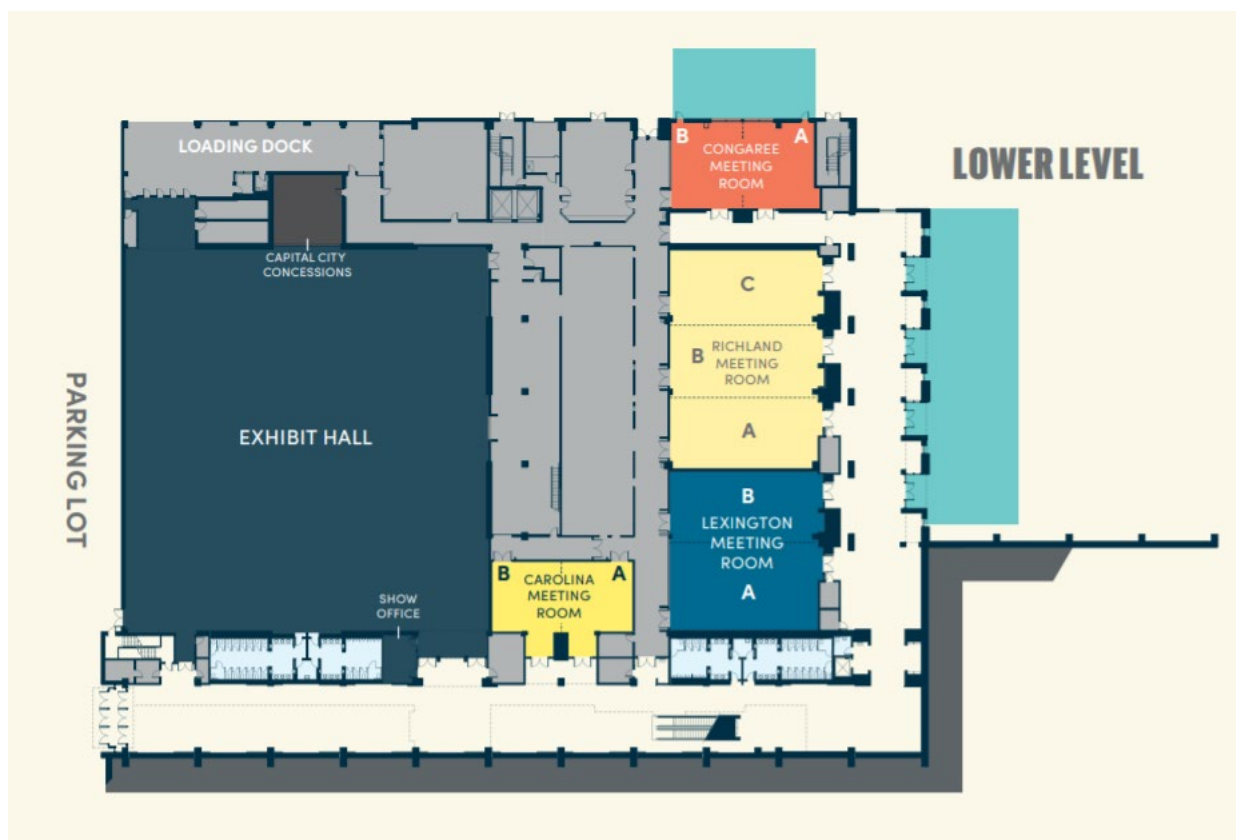 LOADING DOCK
B
A
CONGAREE
MEETING
ROOM
LOWER LEVEL
CAPITAL CITY
CONCESSIONS
C
B
RICHLAND
MEETING
ROOM
PARKING LOT
EXHIBIT HALL
A
B
LEXINGTON
MEETING
ROOM
A
B
A
CAROLINA
MEETING
ROOM
SHOW
OFFICE